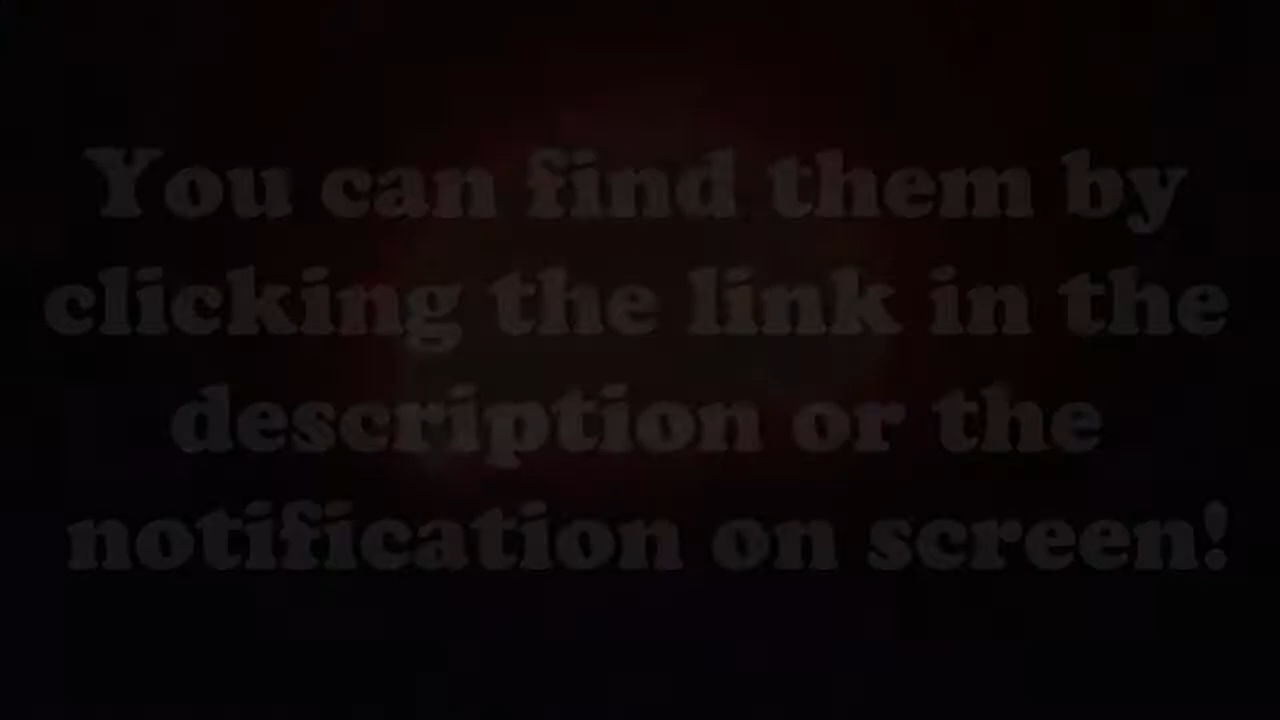 You can find them by
clicking the link in the
description or the
notification on screen!